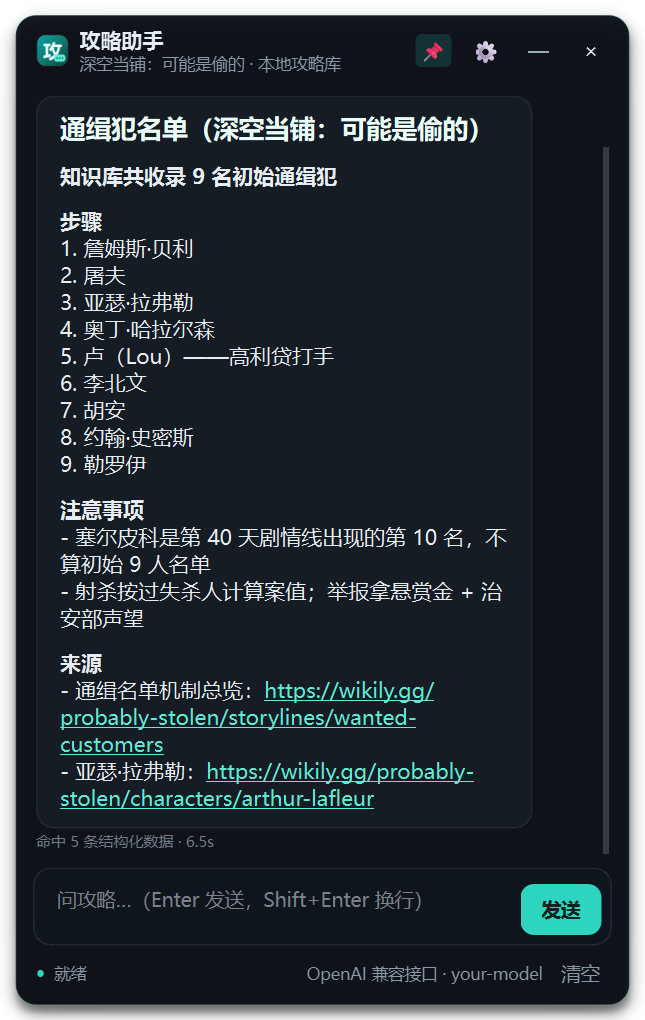 攻
攻略助手
深空当铺：可能是偷的 · 本地攻略库
通缉犯名单（深空当铺：可能是偷的）
知识库共收录 9 名初始通缉犯
步骤
1. 詹姆斯·贝利
2. 屠夫
3. 亚瑟·拉弗勒
4. 奥丁·哈拉尔森
5. 卢（Lou）——高利贷打手
6. 李北文
7. 胡安
8. 约翰·史密斯
9. 勒罗伊
注意事项
- 塞尔皮科是第 40 天剧情线出现的第 10 名，不
算初始 9 人名单
- 射杀按过失杀人计算案值；举报拿悬赏金 + 治
安部声望
来源
- 通缉名单机制总览：https://wikily.gg/
probably-stolen/storylines/wanted-
customers
- 亚瑟·拉弗勒：https://wikily.gg/probably-
stolen/characters/arthur-lafleur
命中 5 条结构化数据 · 6.5s
问攻略...（Enter 发送，Shift+Enter 换行）
发送
就绪
OpenAI 兼容接口 · your-model
清空